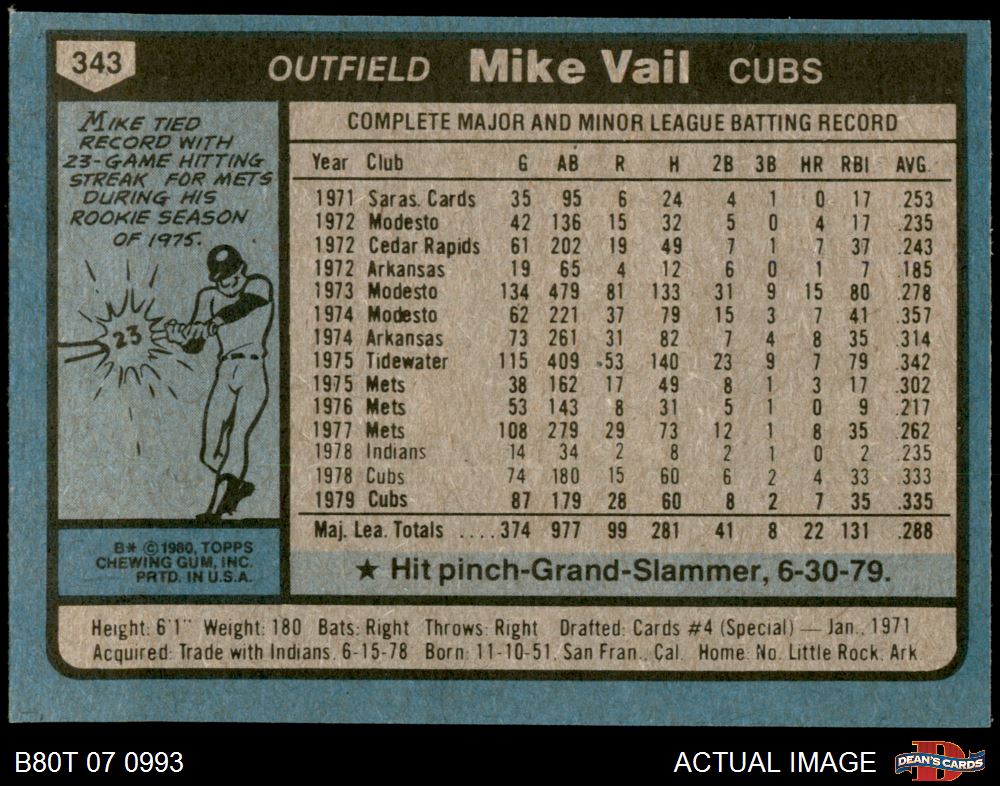 343
OUTFIELD Mike Vail CUBS
MIKE TIED
RECORD WITH
23-GAME HITTING
STREAK FOR METS
DURING HIS
ROOKIE SEASON
OF 1975.
23
B* © 1980, TOPPS
CHEWING GUM, INC.
PRTD. IN U.S.A.
COMPLETE MAJOR AND MINOR LEAGUE BATTING RECORD
Year Club G AB R H 2B 3B HR RBI AVG.
1971 Saras. Cards 35 95 6 24 4 1 0 17 .253
1972 Modesto 42 136 15 32 5 0 4 17 .235
1972 Cedar Rapids 61 202 19 49 7 1 7 37 .243
1972 Arkansas 19 65 4 12 6 0 1 7 .185
1973 Modesto 134 479 81 133 31 9 15 80 .278
1974 Modesto 62 221 37 79 15 3 7 41 .357
1974 Arkansas 73 261 31 82 7 4 8 35 .314
1975 Tidewater 115 409 53 140 23 9 7 79 .342
1975 Mets 38 162 17 49 8 1 3 17 .302
1976 Mets 53 143 8 31 5 1 0 9 .217
1977 Mets 108 279 29 73 12 1 8 35 .262
1978 Indians 14 34 2 8 2 1 0 2 .235
1978 Cubs 74 180 15 60 6 2 4 33 .333
1979 Cubs 87 179 28 60 8 2 7 35 .335
Maj. Lea. Totals ....374 977 99 281 41 8 22 131 .288
★ Hit pinch-Grand-Slammer, 6-30-79.
Height: 6'1" Weight: 180 Bats: Right Throws: Right Drafted: Cards #4 (Special) — Jan., 1971
Acquired: Trade with Indians, 6-15-78 Born: 11-10-51, San Fran., Cal. Home: No. Little Rock, Ark.
B80T 07 0993 ACTUAL IMAGE D DEAN'S CARDS